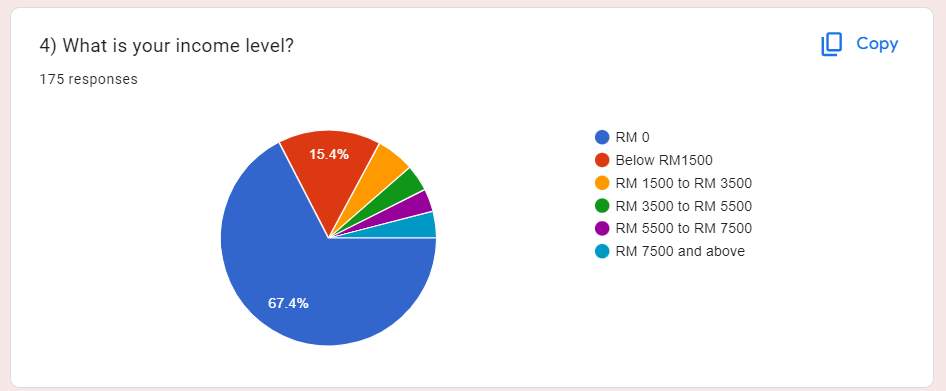 4) What is your income level?
Copy
175 responses
15.4%
67.4%
RM 0
Below RM1500
RM 1500 to RM 3500
RM 3500 to RM 5500
RM 5500 to RM 7500
RM 7500 and above